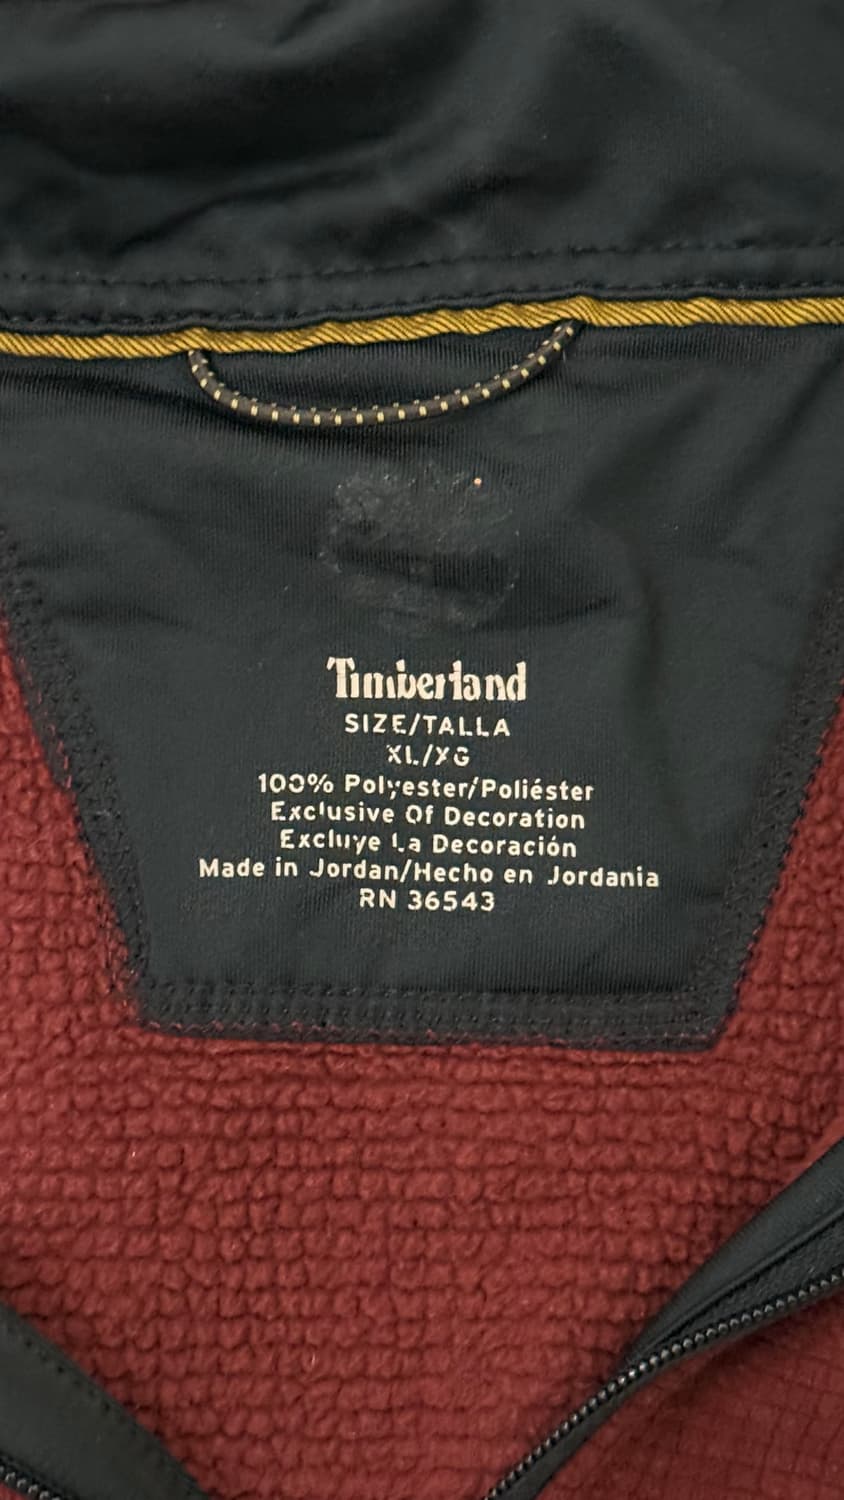 Timberland
SIZE/TALLA
XL/XG
100% Polyester/Poliéster
Exclusive Of Decoration
Excluye La Decoración
Made in Jordan/Hecho en Jordania
RN 36543